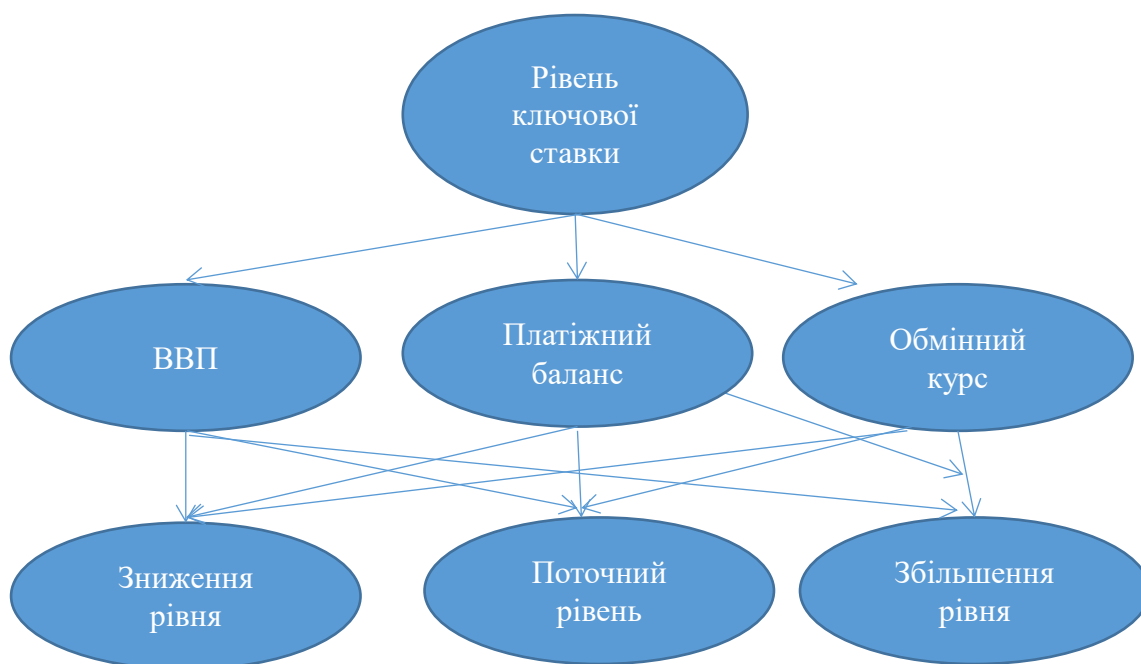 Рівень
ключової
ставки
ВВП
Платіжний
баланс
Обмінний
курс
Зниження
рівня
Поточний
рівень
Збільшення
рівня